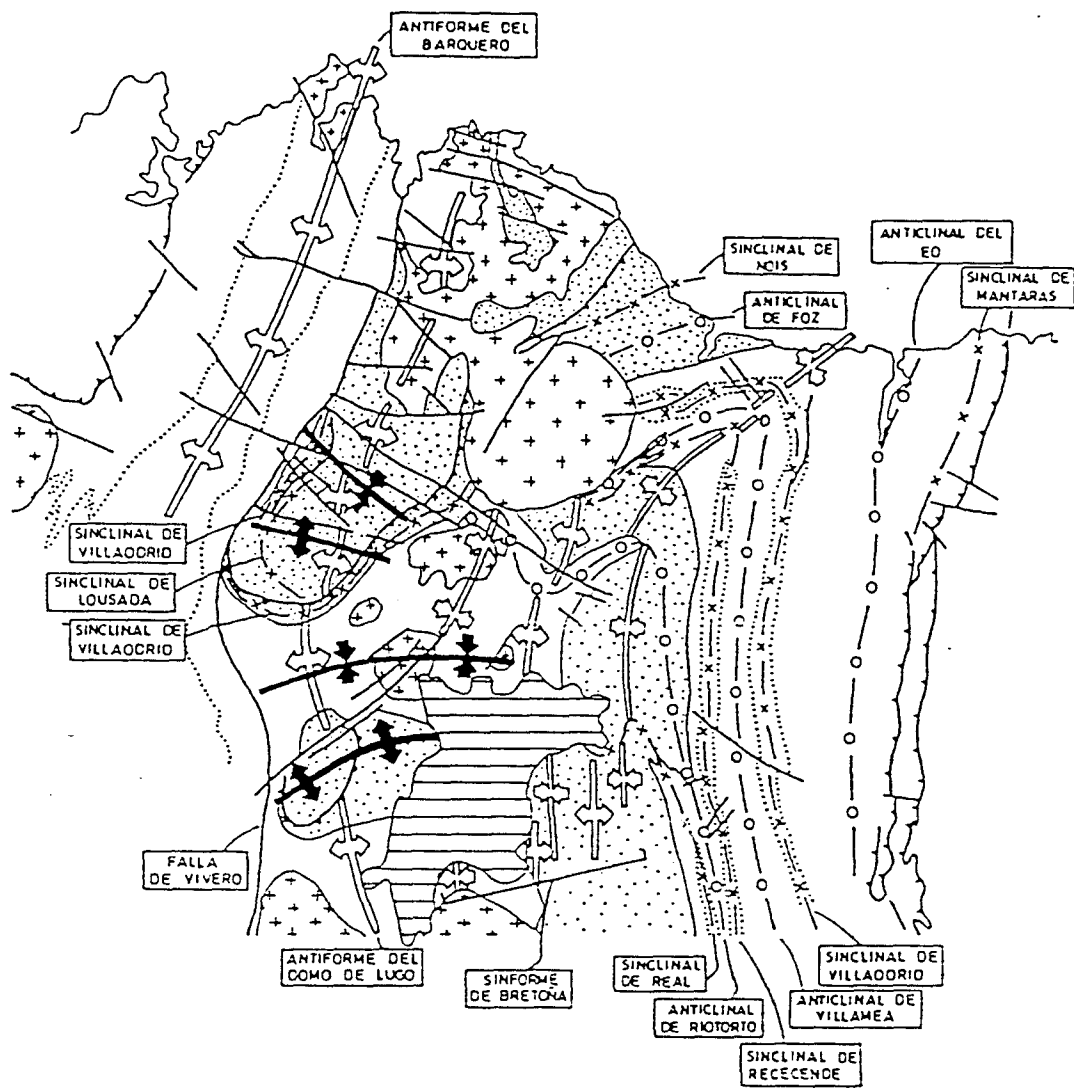 ANTIFORME DEL
BARQUERO
SINCLINAL DE
NOIS
ANTICLINAL DEL
EO
SINCLINAL DE
MANTARAS
ANTICLINAL
DE FOZ
SINCLINAL DE
VILLAODRID
SINCLINAL DE
LOUSADA
SINCLINAL DE
VILLAODRID
FALLA
DE VIVERO
ANTIFORME DEL
DOMO DE LUGO
SINFORME
DE BRETOÑA
SINCLINAL
DE REAL
SINCLINAL DE
VILLAODRID
ANTICLINAL
DE RIOTORTO
ANTICLINAL DE
VILLAMEA
SINCLINAL DE
RECECENDE